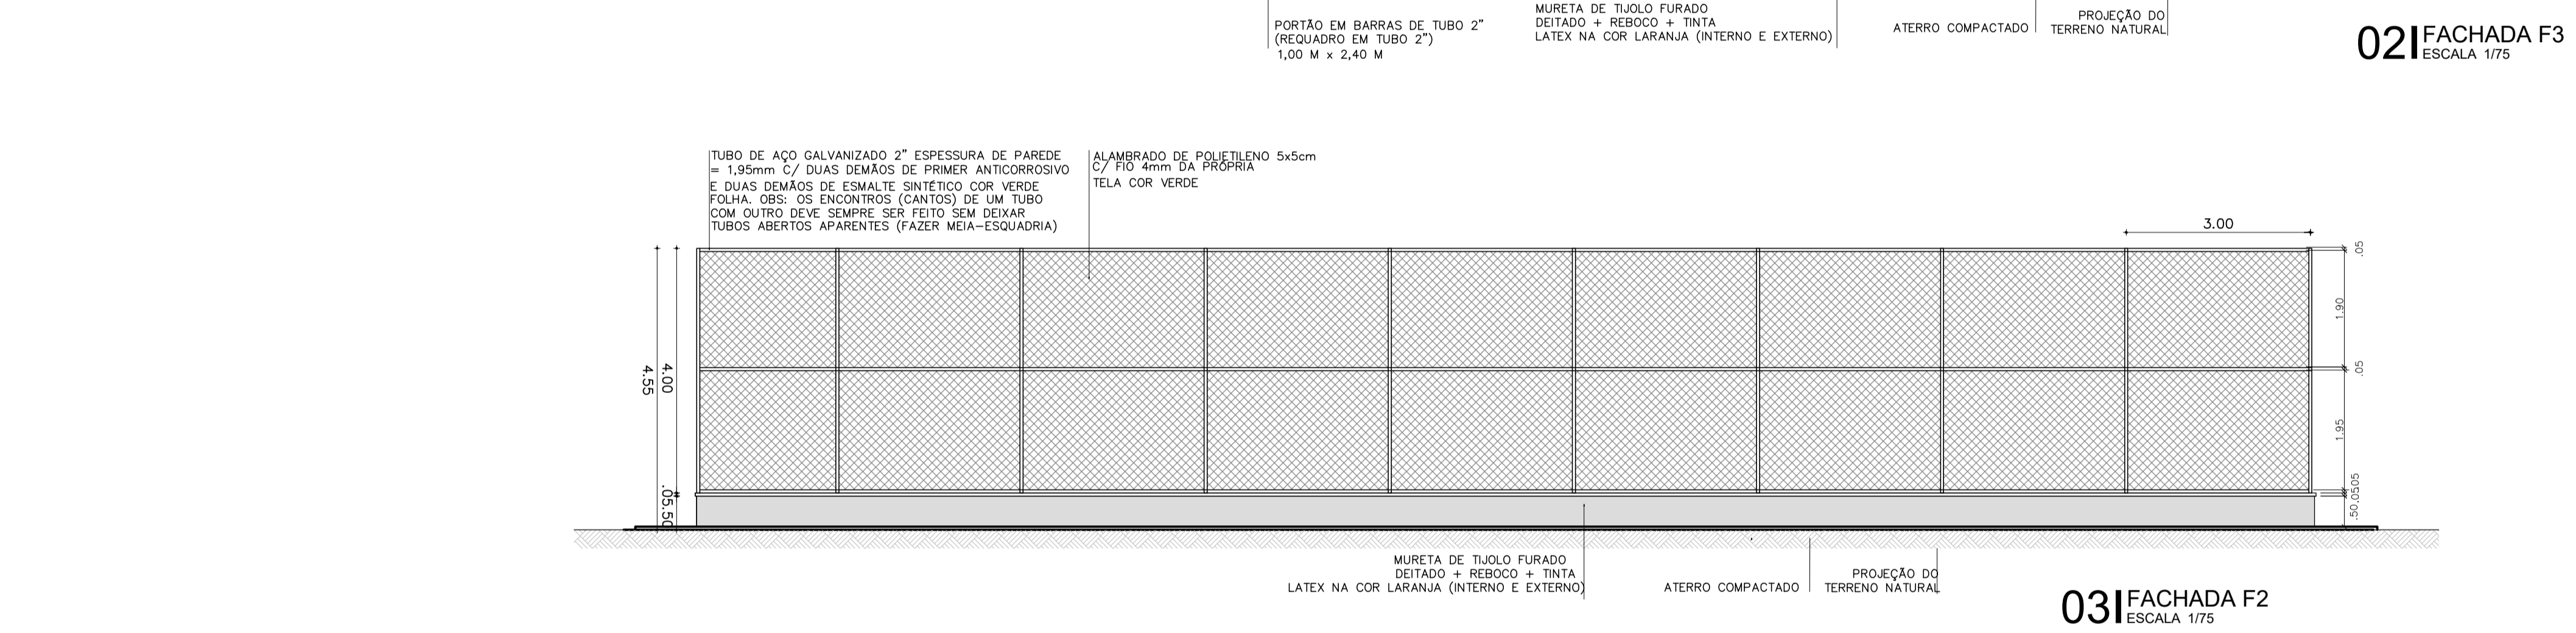 PORTÃO EM BARRAS DE TUBO 2"
(REQUADRO EM TUBO 2")
1,00 M x 2,40 M
MURETA DE TIJOLO FURADO
DEITADO + REBOCO + TINTA
LATEX NA COR LARANJA (INTERNO E EXTERNO)
ATERRO COMPACTADO
PROJEÇÃO DO
TERRENO NATURAL
02 FACHADA F3
ESCALA 1/75
TUBO DE AÇO GALVANIZADO 2" ESPESSURA DE PAREDE
= 1,95mm C/ DUAS DEMÃOS DE PRIMER ANTICORROSIVO
E DUAS DEMÃOS DE ESMALTE SINTÉTICO COR VERDE
FOLHA. OBS: OS ENCONTROS (CANTOS) DE UM TUBO
COM OUTRO DEVE SEMPRE SER FEITO SEM DEIXAR
TUBOS ABERTOS APARENTES (FAZER MEIA-ESQUADRIA)
ALAMBRADO DE POLIETILENO 5x5cm
C/ FIO 4mm DA PRÓPRIA
TELA COR VERDE
3.00
4.55
4.00
.05
.50
.05
1.90
.05
1.95
.05
.05
.50
MURETA DE TIJOLO FURADO
DEITADO + REBOCO + TINTA
LATEX NA COR LARANJA (INTERNO E EXTERNO)
ATERRO COMPACTADO
PROJEÇÃO DO
TERRENO NATURAL
03 FACHADA F2
ESCALA 1/75